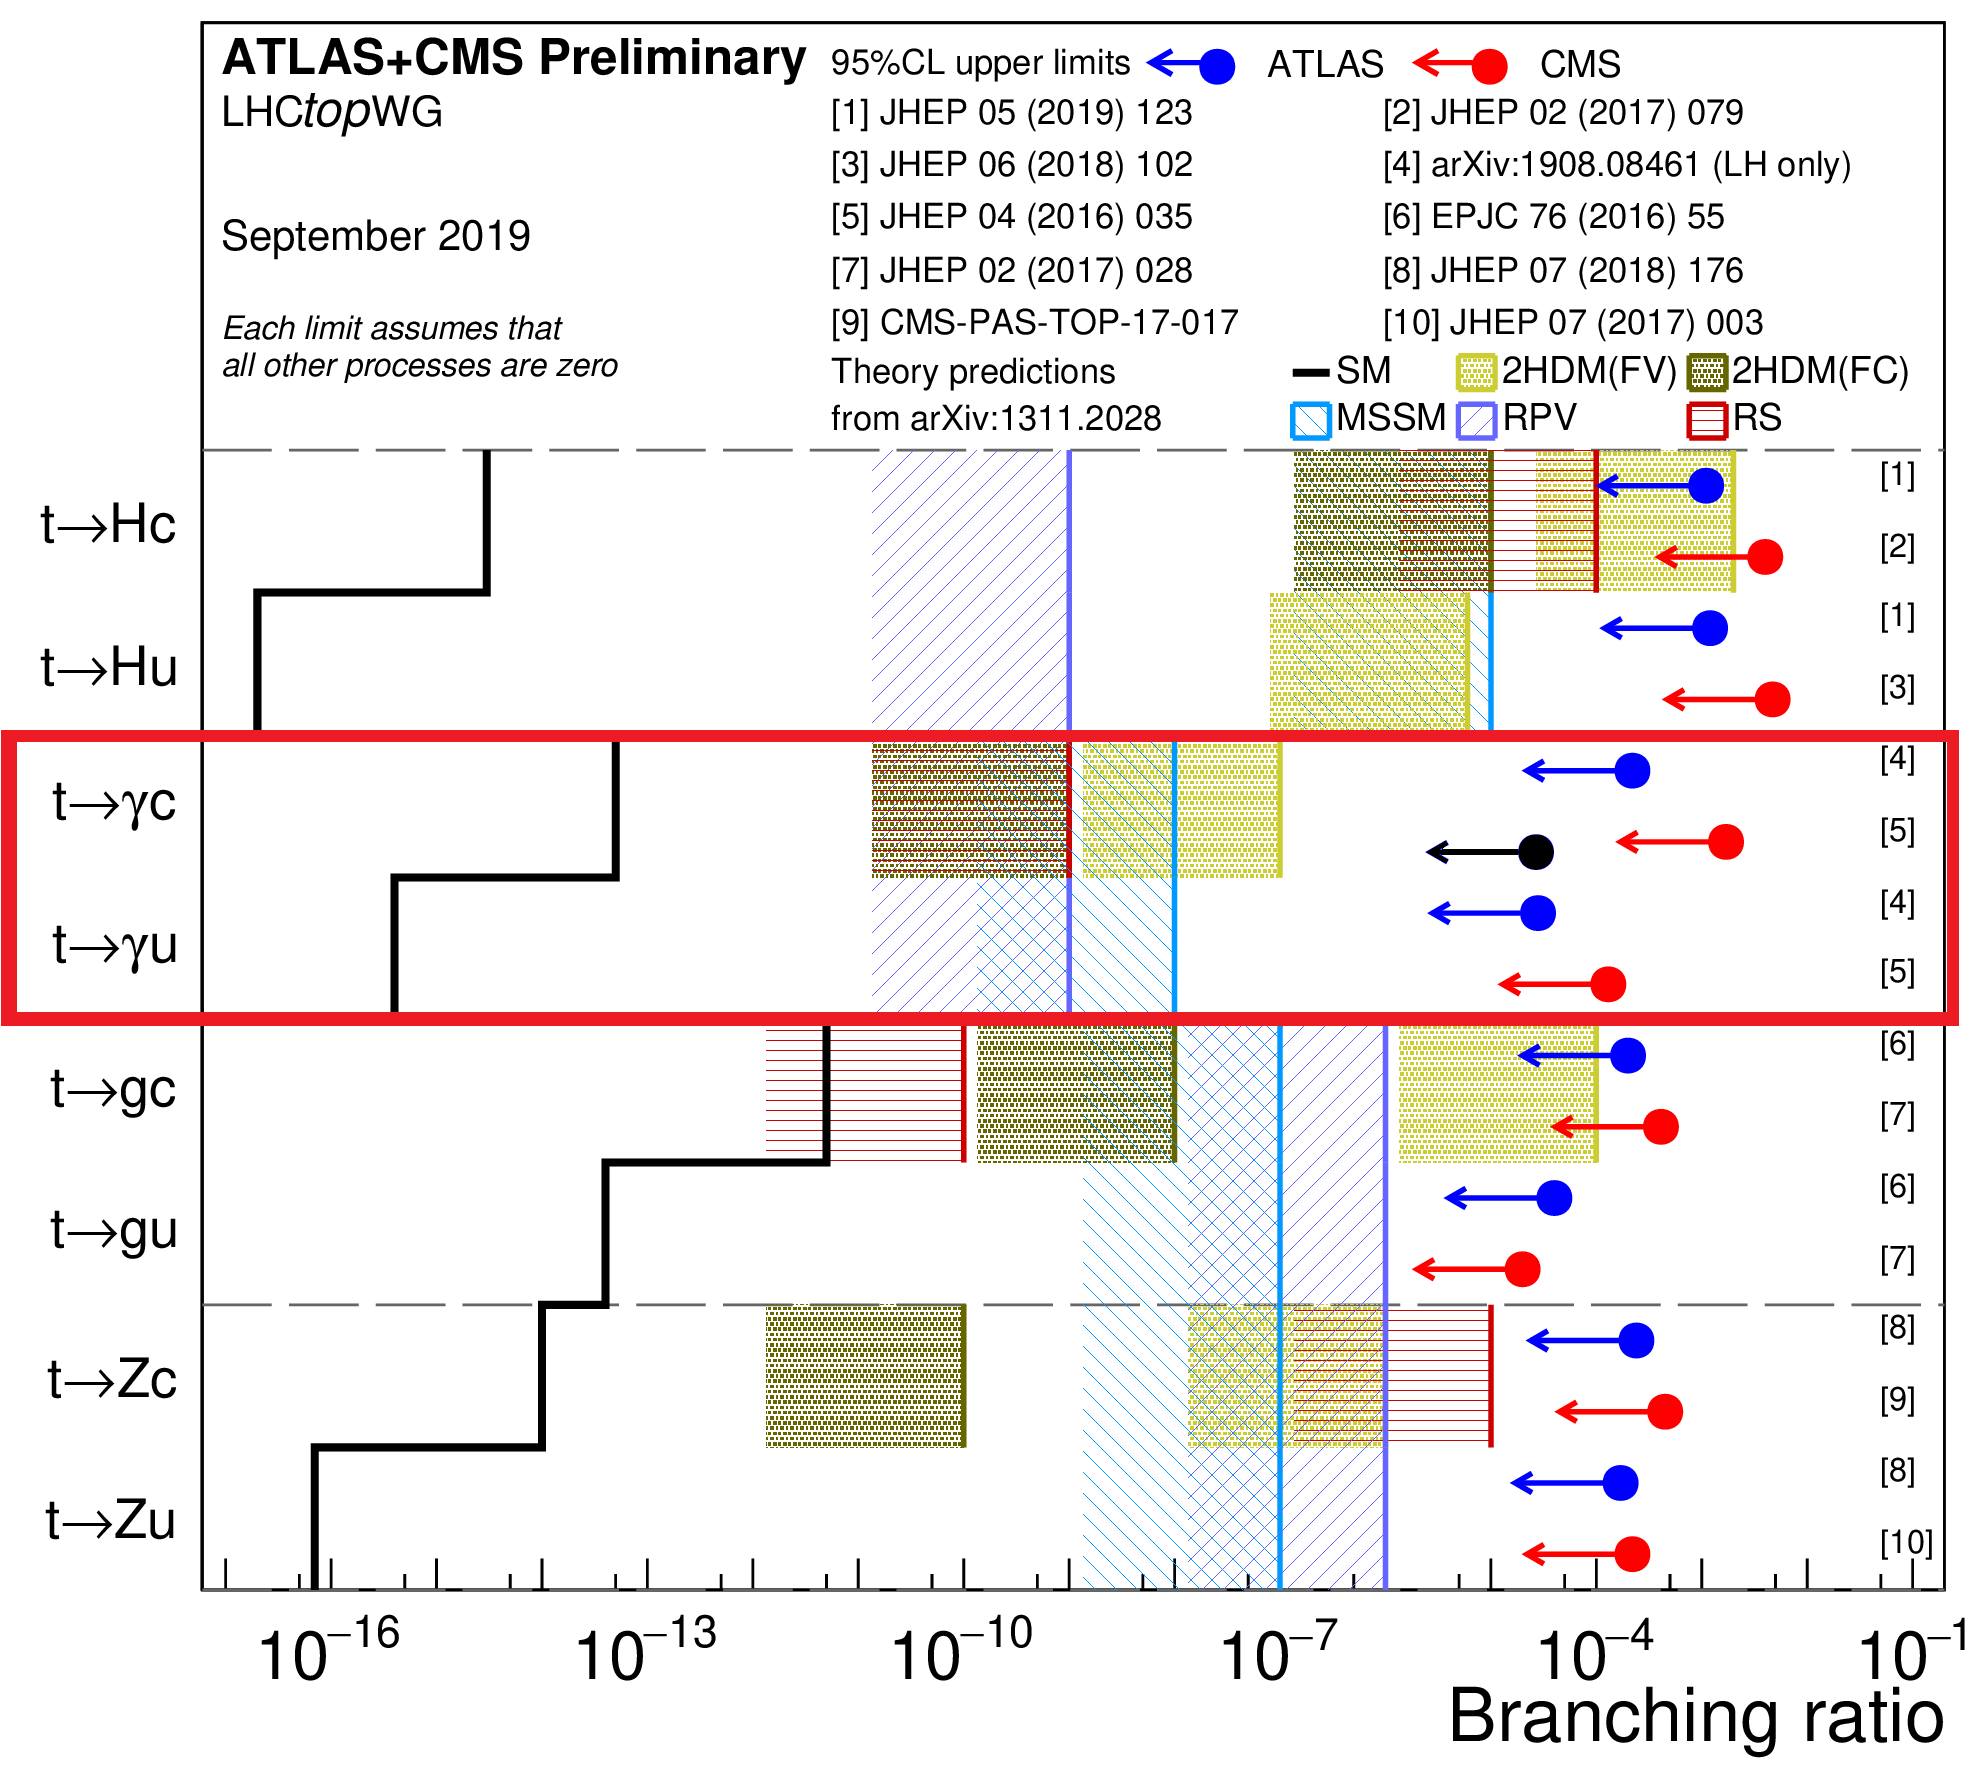 ATLAS+CMS Preliminary
LHCtopWG
September 2019
Each limit assumes that
all other processes are zero
95%CL upper limits ATLAS CMS
[1] JHEP 05 (2019) 123 [2] JHEP 02 (2017) 079
[3] JHEP 06 (2018) 102 [4] arXiv:1908.08461 (LH only)
[5] JHEP 04 (2016) 035 [6] EPJC 76 (2016) 55
[7] JHEP 02 (2017) 028 [8] JHEP 07 (2018) 176
[9] CMS-PAS-TOP-17-017 [10] JHEP 07 (2017) 003
Theory predictions SM 2HDM(FV) 2HDM(FC)
from arXiv:1311.2028 MSSM RPV RS
[1]
t→Hc
[2]
[1]
t→Hu
[3]
[4]
t→γc
[5]
[4]
t→γu
[5]
[6]
t→gc
[7]
[6]
t→gu
[7]
[8]
t→Zc
[9]
[8]
t→Zu
[10]
10⁻¹⁶ 10⁻¹³ 10⁻¹⁰ 10⁻⁷ 10⁻⁴ 10⁻¹
Branching ratio